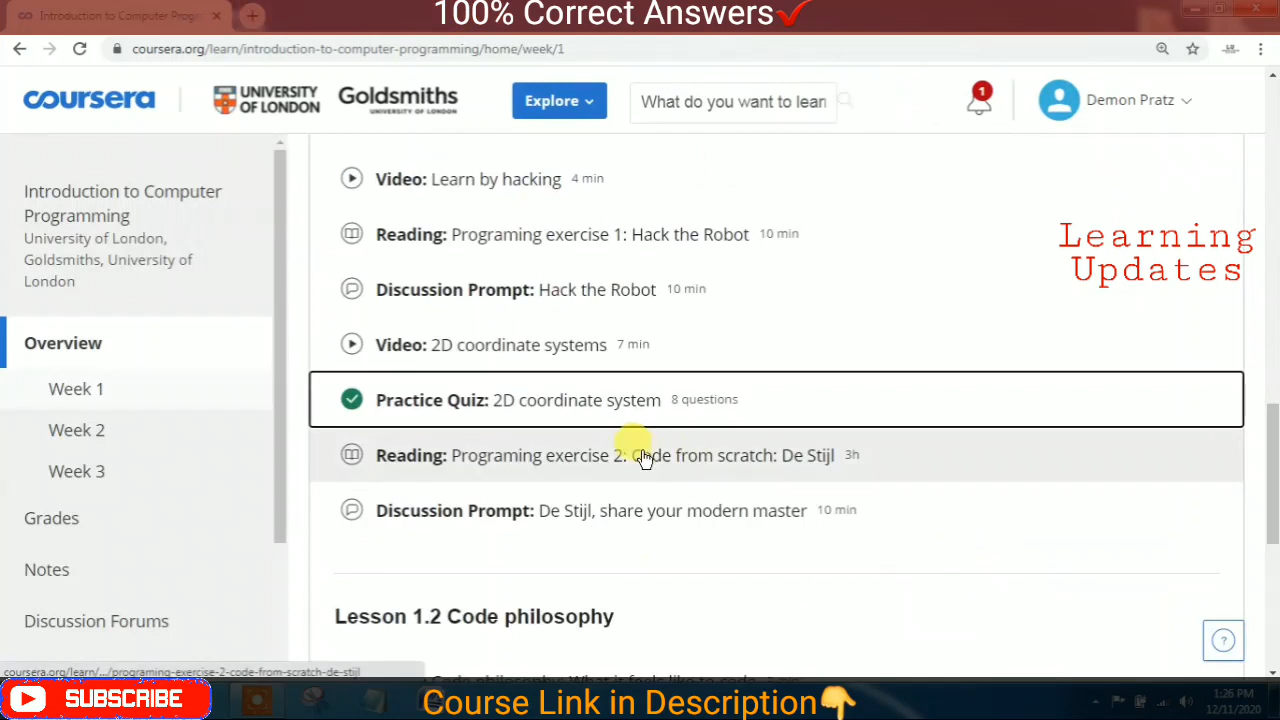 100% Correct Answers
Introduction to Computer Prog
coursera.org/learn/introduction-to-computer-programming/home/week/1
coursera
UNIVERSITY OF LONDON
Goldsmiths
UNIVERSITY OF LONDON
Explore
What do you want to learn
1
Demon Pratz
Introduction to Computer
Programming
University of London,
Goldsmiths, University of
London
Overview
Week 1
Week 2
Week 3
Grades
Notes
Discussion Forums
Video: Learn by hacking 4 min
Reading: Programing exercise 1: Hack the Robot 10 min
Discussion Prompt: Hack the Robot 10 min
Video: 2D coordinate systems 7 min
Practice Quiz: 2D coordinate system 8 questions
Reading: Programing exercise 2: Code from scratch: De Stijl 3h
Discussion Prompt: De Stijl, share your modern master 10 min
Lesson 1.2 Code philosophy
Learning
Updates
?
coursera.org/learn/.../programing-exercise-2-code-from-scratch-de-stijl
SUBSCRIBE
Course Link in Description
1:26 PM
12/11/2020